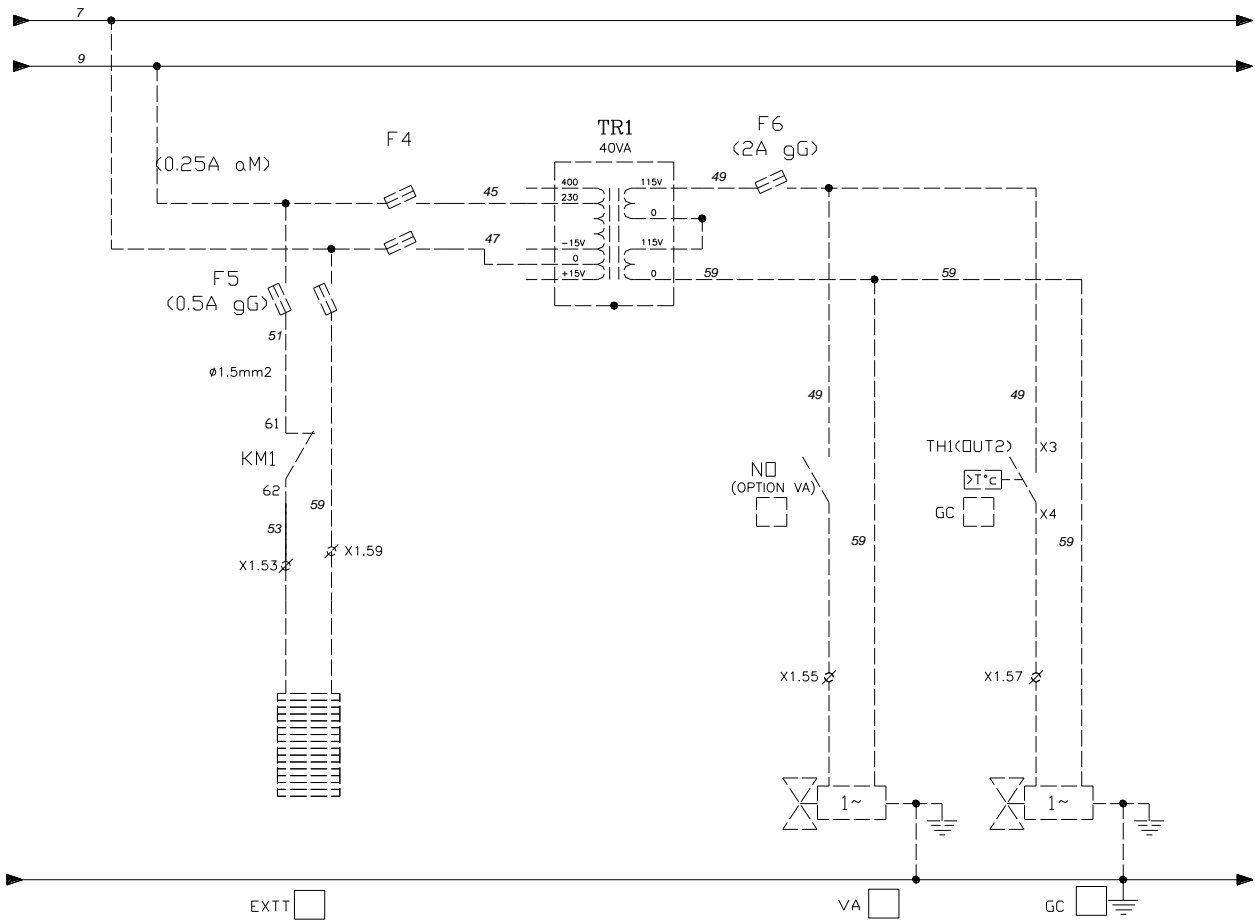 7
9
F4
TR1
40VA
F6
(2A gG)
(0.25A aM)
45
400
230
115V
49
0
47
-15V
0
+15V
115V
0
59
59
F5
(0.5A gG)
51
ø1.5mm2
61
KM1
62
53
59
X1.53
X1.59
49
49
NO
(OPTION VA)
TH1(OUT2)
X3
>T°c
GC
X4
59
59
X1.55
X1.57
1~
1~
EXTT
VA
GC